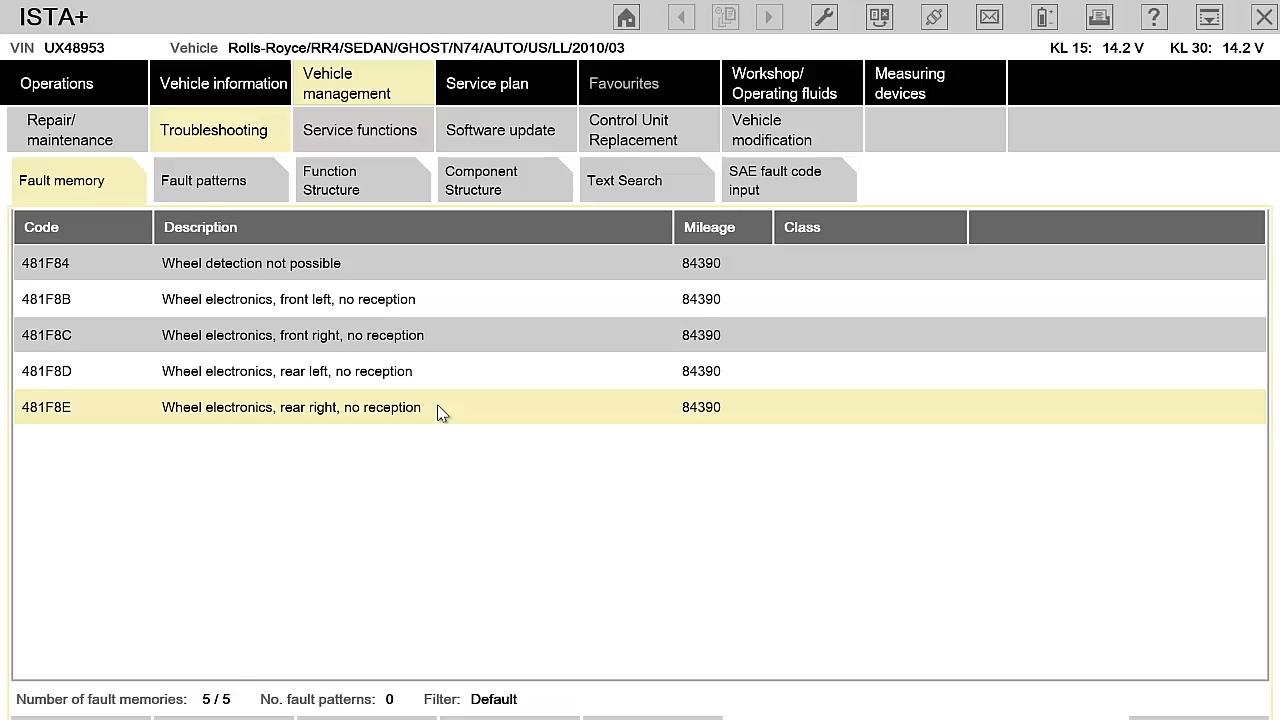 ISTA+
VIN UX48953 Vehicle Rolls-Royce/RR4/SEDAN/GHOST/N74/AUTO/US/LL/2010/03 KL 15: 14.2 V KL 30: 14.2 V
Operations
Vehicle information
Vehicle
management
Service plan
Favourites
Workshop/
Operating fluids
Measuring
devices
Repair/
maintenance
Troubleshooting
Service functions
Software update
Control Unit
Replacement
Vehicle
modification
Fault memory
Fault patterns
Function
Structure
Component
Structure
Text Search
SAE fault code
input
Code Description Mileage Class
481F84 Wheel detection not possible 84390
481F8B Wheel electronics, front left, no reception 84390
481F8C Wheel electronics, front right, no reception 84390
481F8D Wheel electronics, rear left, no reception 84390
481F8E Wheel electronics, rear right, no reception 84390
Number of fault memories: 5 / 5 No. fault patterns: 0 Filter: Default